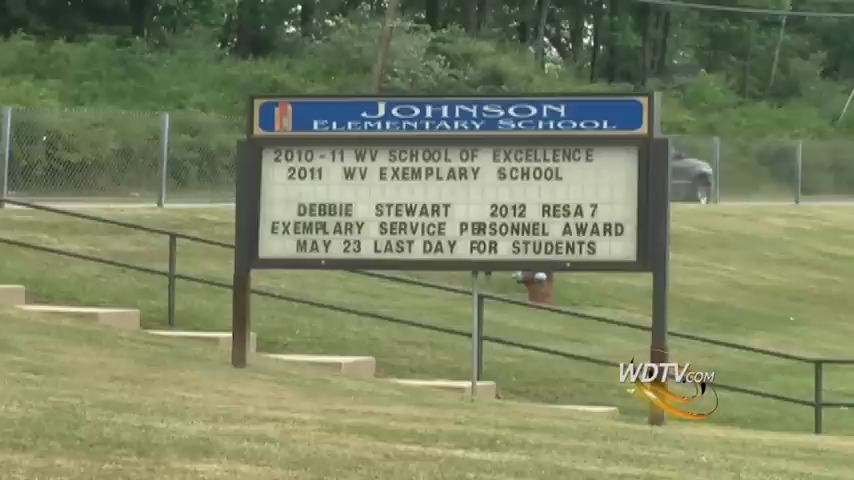 JOHNSON
ELEMENTARY SCHOOL
2010-11 WV SCHOOL OF EXCELLENCE
2011 WV EXEMPLARY SCHOOL
DEBBIE STEWART 2012 RESA 7
EXEMPLARY SERVICE PERSONNEL AWARD
MAY 23 LAST DAY FOR STUDENTS
WDTV.COM